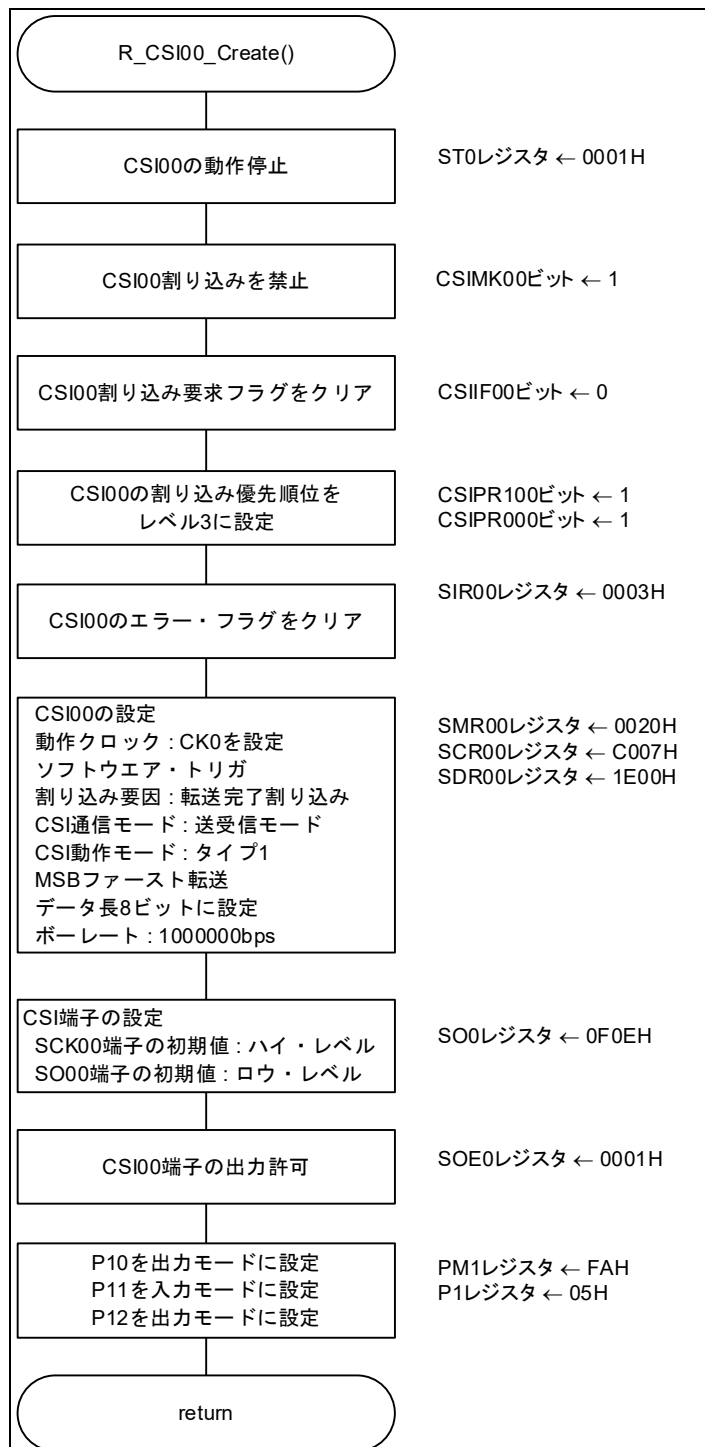 R_CSI00_Create()
CSI00の動作停止
ST0レジスタ ← 0001H
CSI00割り込みを禁止
CSIMK00ビット ← 1
CSI00割り込み要求フラグをクリア
CSIIF00ビット ← 0
CSI00の割り込み優先順位を
レベル3に設定
CSIPR100ビット ← 1
CSIPR000ビット ← 1
CSI00のエラー・フラグをクリア
SIR00レジスタ ← 0003H
CSI00の設定
動作クロック : CK0を設定
ソフトウエア・トリガ
割り込み要因 : 転送完了割り込み
CSI通信モード : 送受信モード
CSI動作モード : タイプ1
MSBファースト転送
データ長8ビットに設定
ボーレート : 1000000bps
SMR00レジスタ ← 0020H
SCR00レジスタ ← C007H
SDR00レジスタ ← 1E00H
CSI端子の設定
SCK00端子の初期値 : ハイ・レベル
SO00端子の初期値 : ロウ・レベル
SO0レジスタ ← 0F0EH
CSI00端子の出力許可
SOE0レジスタ ← 0001H
P10を出力モードに設定
P11を入力モードに設定
P12を出力モードに設定
PM1レジスタ ← FAH
P1レジスタ ← 05H
return